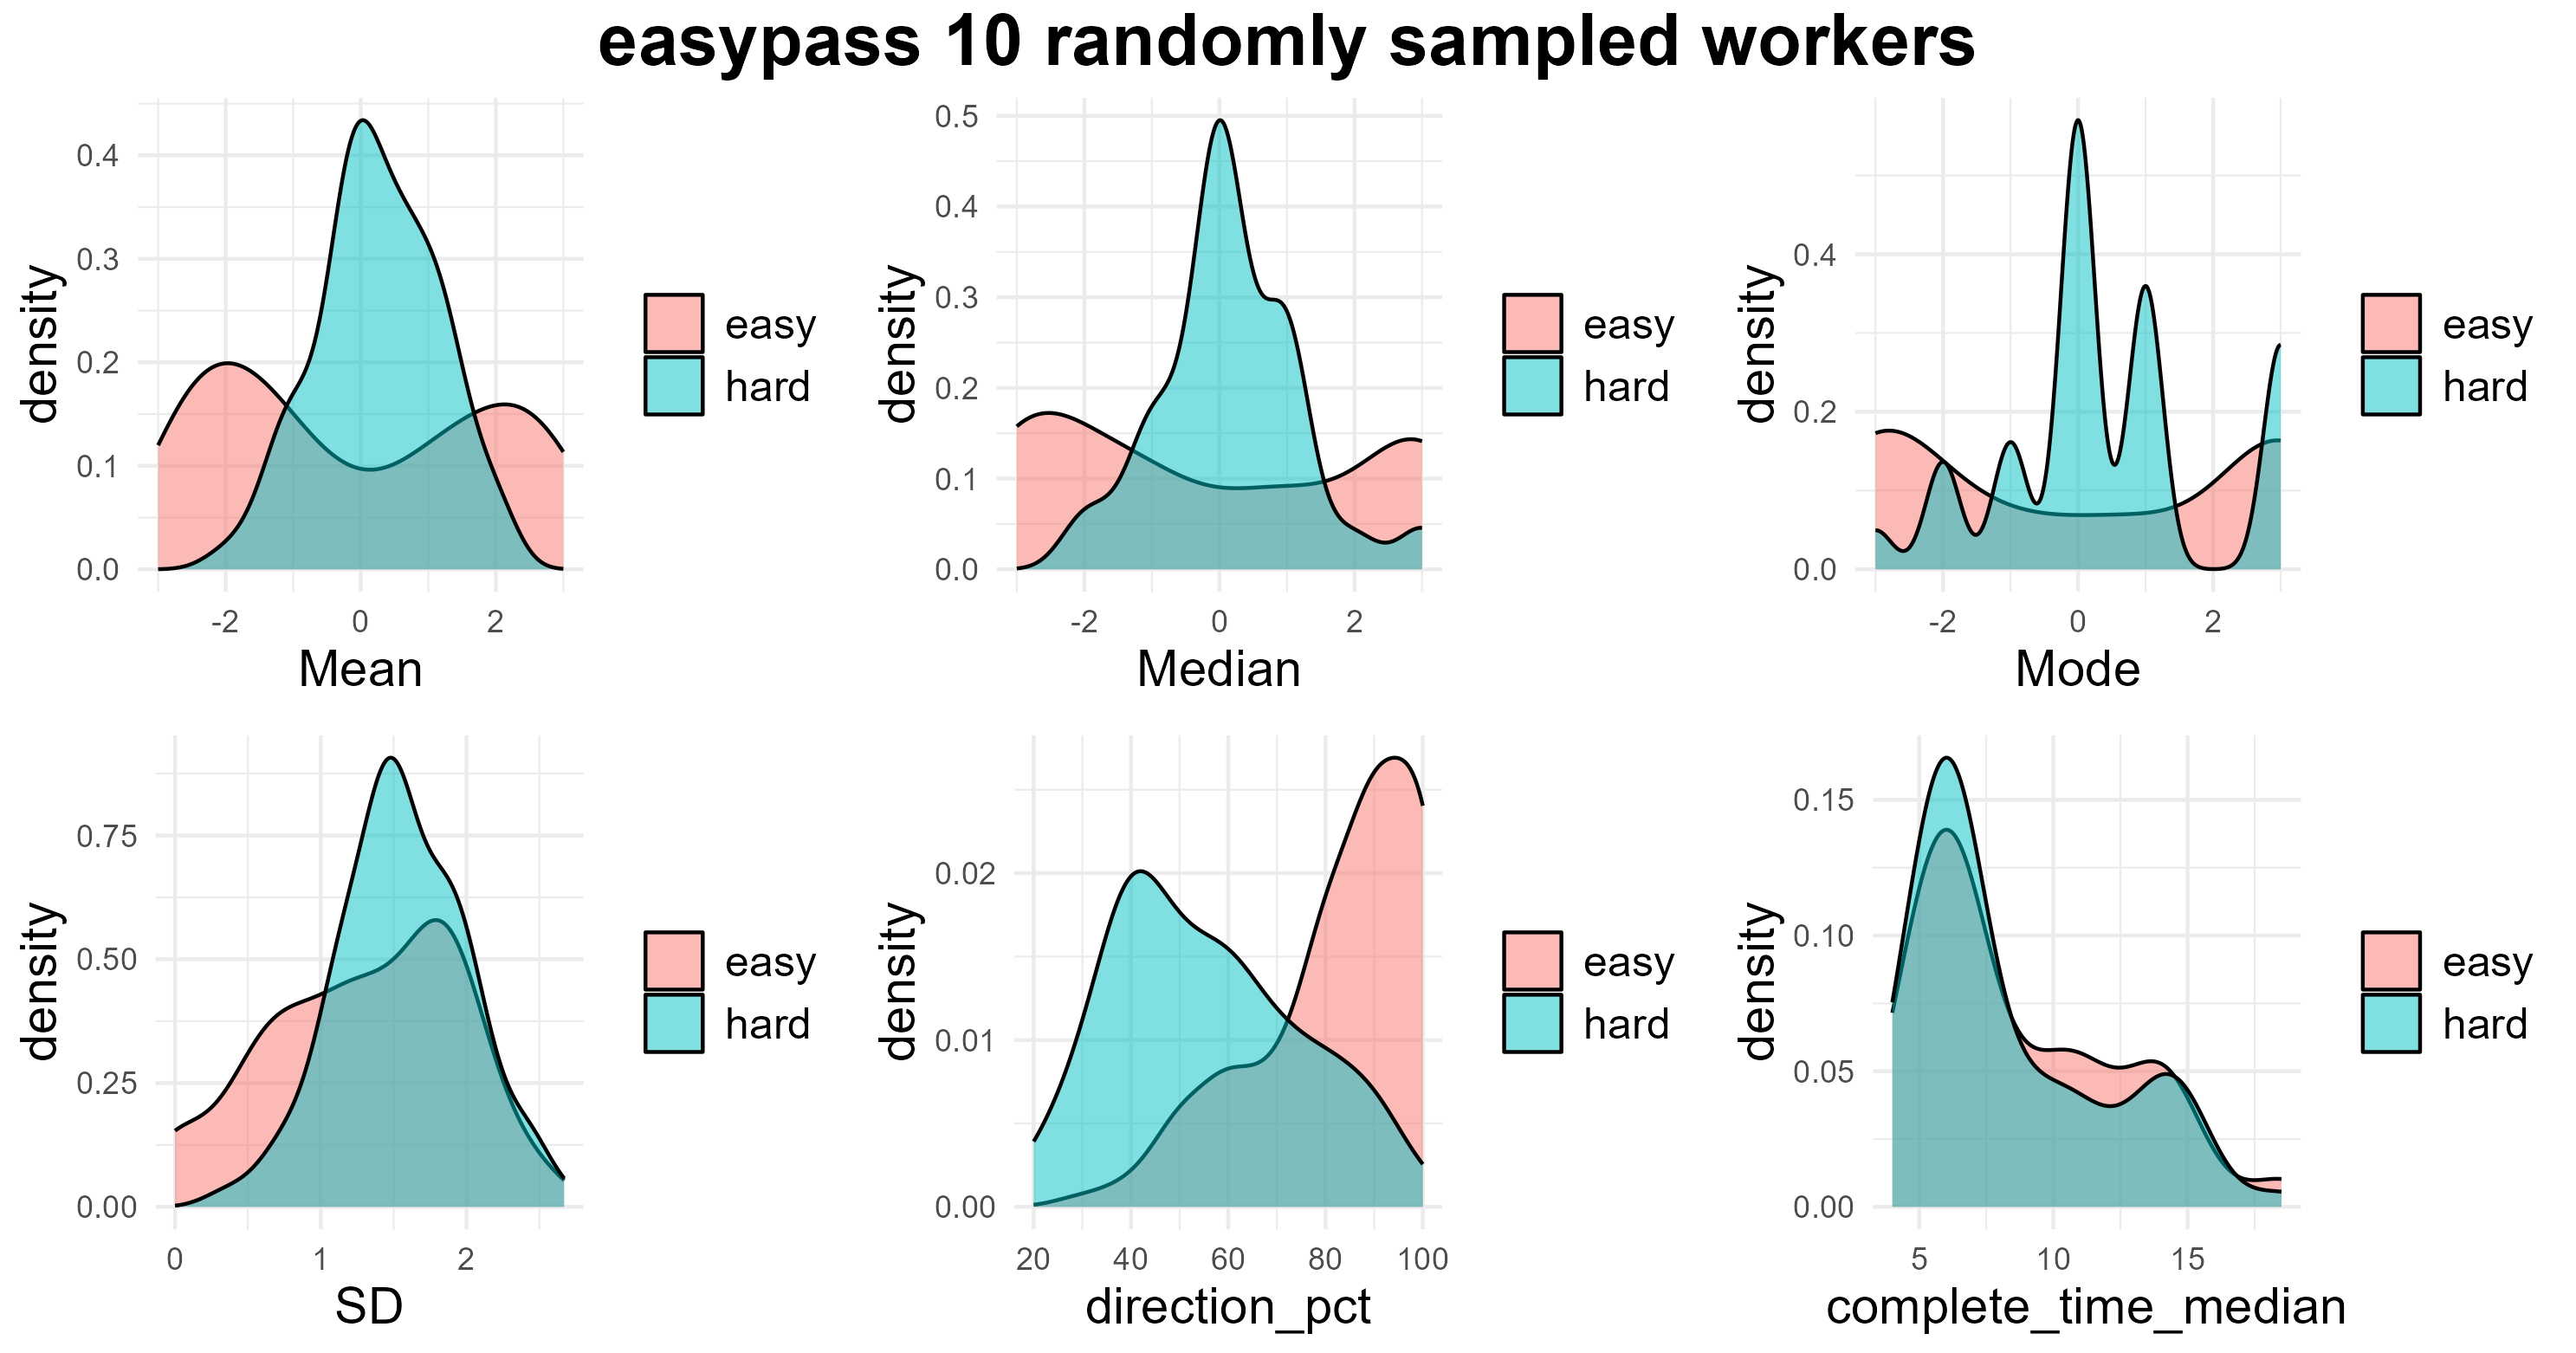 easypass 10 randomly sampled workers
density
0.4
0.3
0.2
0.1
0.0
-2 0 2
Mean
easy
hard
density
0.5
0.4
0.3
0.2
0.1
0.0
-2 0 2
Median
easy
hard
density
0.4
0.2
0.0
-2 0 2
Mode
easy
hard
density
0.75
0.50
0.25
0.00
0 1 2
SD
easy
hard
density
0.02
0.01
0.00
20 40 60 80 100
direction_pct
easy
hard
density
0.15
0.10
0.05
0.00
5 10 15
complete_time_median
easy
hard